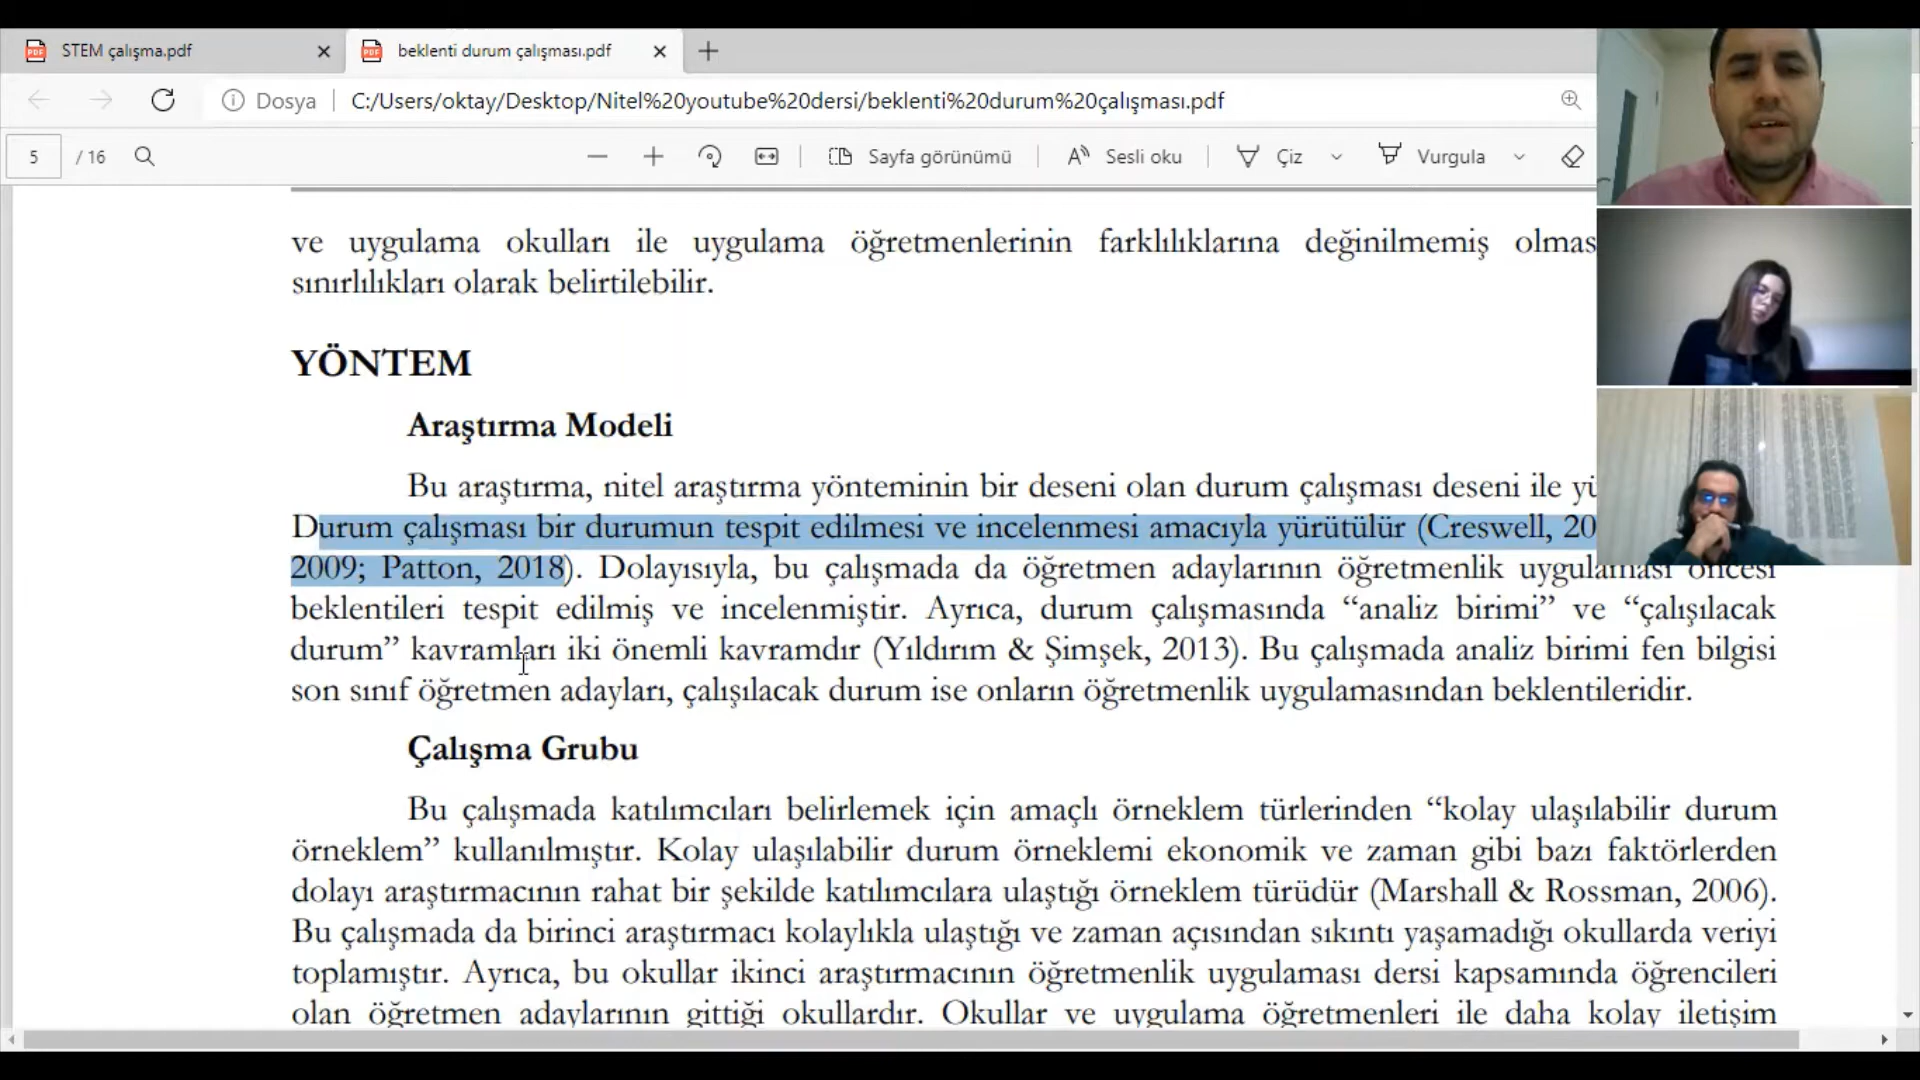 STEM çalışma.pdf
beklenti durum çalışması.pdf
Dosya
C:/Users/oktay/Desktop/Nitel%20youtube%20dersi/beklenti%20durum%20çalışması.pdf
5 / 16
Sayfa görünümü
Sesli oku
Çiz
Vurgula
ve uygulama okulları ile uygulama öğretmenlerinin farklılıklarına değinilmemiş olmas
sınırlılıkları olarak belirtilebilir.
YÖNTEM
Araştırma Modeli
Bu araştırma, nitel araştırma yönteminin bir deseni olan durum çalışması deseni ile yü
Durum çalışması bir durumun tespit edilmesi ve incelenmesi amacıyla yürütülür (Creswell, 20
2009; Patton, 2018). Dolayısıyla, bu çalışmada da öğretmen adaylarının öğretmenlik uygulaması öncesi
beklentileri tespit edilmiş ve incelenmiştir. Ayrıca, durum çalışmasında “analiz birimi” ve “çalışılacak
durum” kavramları iki önemli kavramdır (Yıldırım & Şimşek, 2013). Bu çalışmada analiz birimi fen bilgisi
son sınıf öğretmen adayları, çalışılacak durum ise onların öğretmenlik uygulamasından beklentileridir.
Çalışma Grubu
Bu çalışmada katılımcıları belirlemek için amaçlı örneklem türlerinden “kolay ulaşılabilir durum
örneklem” kullanılmıştır. Kolay ulaşılabilir durum örneklemi ekonomik ve zaman gibi bazı faktörlerden
dolayı araştırmacının rahat bir şekilde katılımcılara ulaştığı örneklem türüdür (Marshall & Rossman, 2006).
Bu çalışmada da birinci araştırmacı kolaylıkla ulaştığı ve zaman açısından sıkıntı yaşamadığı okullarda veriyi
toplamıştır. Ayrıca, bu okullar ikinci araştırmacının öğretmenlik uygulaması dersi kapsamında öğrencileri
olan öğretmen adaylarının gittiği okullardır. Okullar ve uygulama öğretmenleri ile daha kolay iletişim